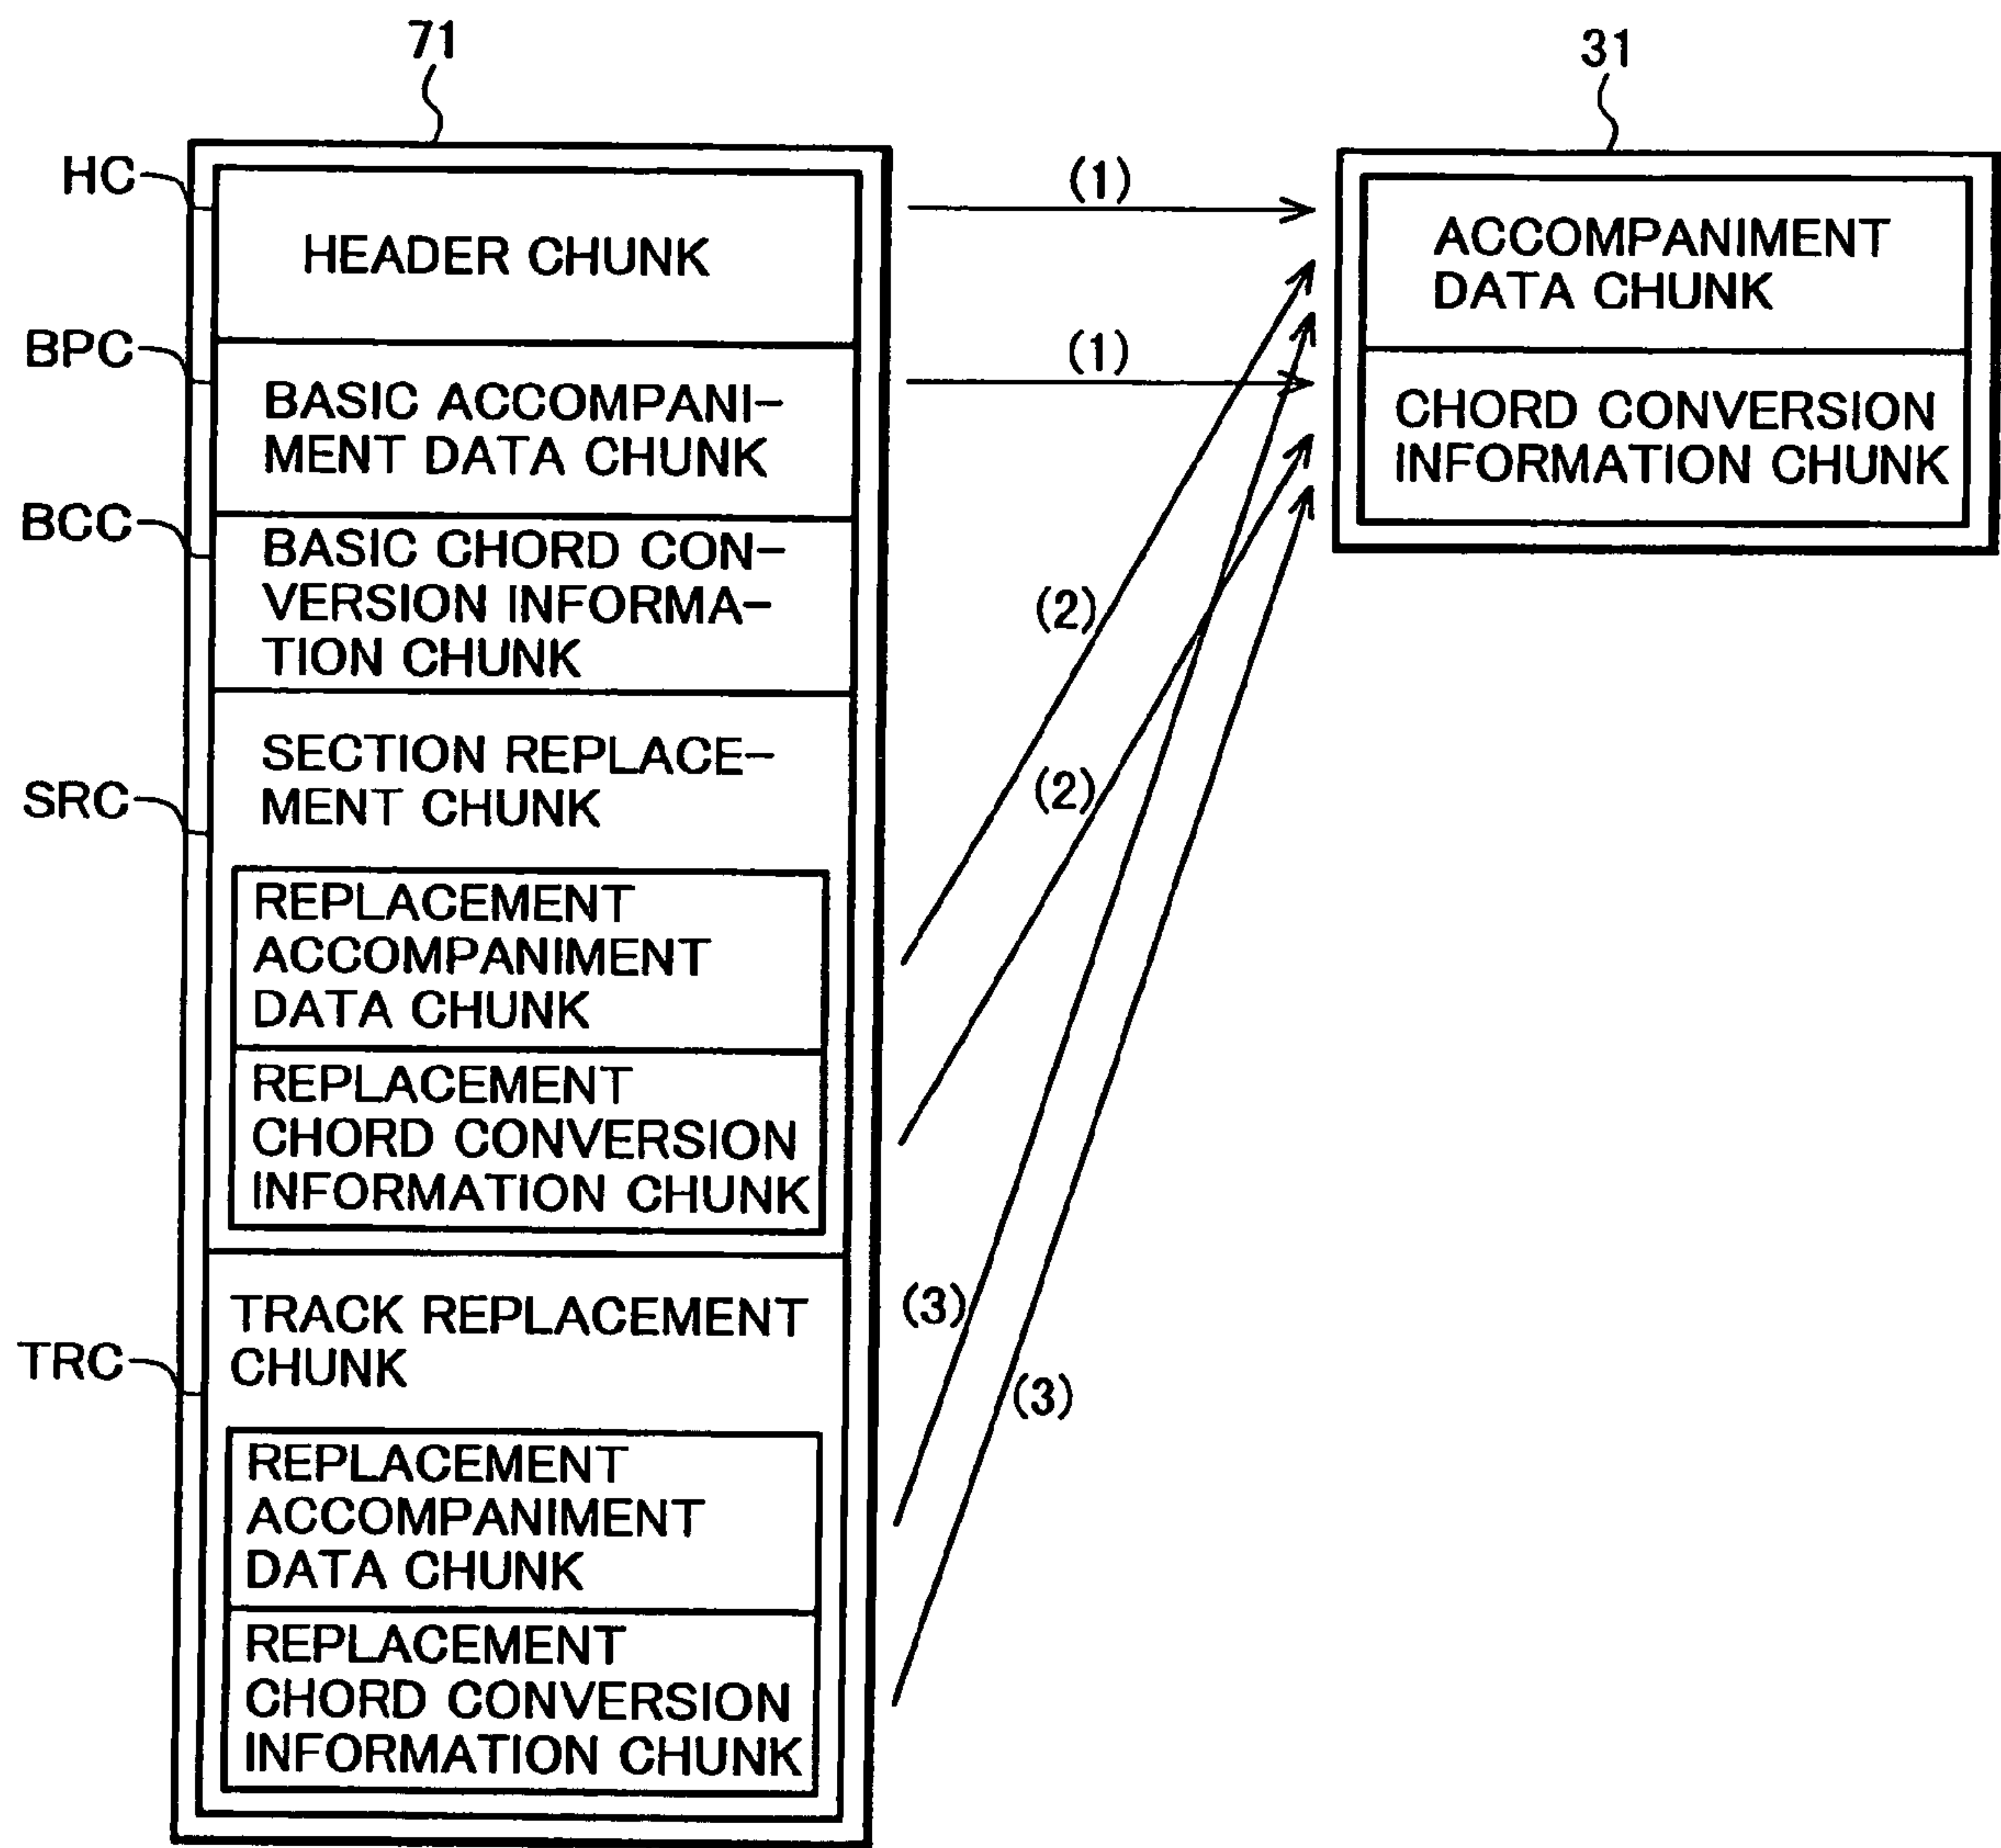 71
31
HC
HEADER CHUNK
BPC
BASIC ACCOMPANI-
MENT DATA CHUNK
BCC
BASIC CHORD CON-
VERSION INFORMA-
TION CHUNK
SRC
SECTION REPLACE-
MENT CHUNK
REPLACEMENT
ACCOMPANIMENT
DATA CHUNK
REPLACEMENT
CHORD CONVERSION
INFORMATION CHUNK
TRC
TRACK REPLACEMENT
CHUNK
REPLACEMENT
ACCOMPANIMENT
DATA CHUNK
REPLACEMENT
CHORD CONVERSION
INFORMATION CHUNK
(1)
(1)
(2)
(2)
(3)
(3)
ACCOMPANIMENT
DATA CHUNK
CHORD CONVERSION
INFORMATION CHUNK